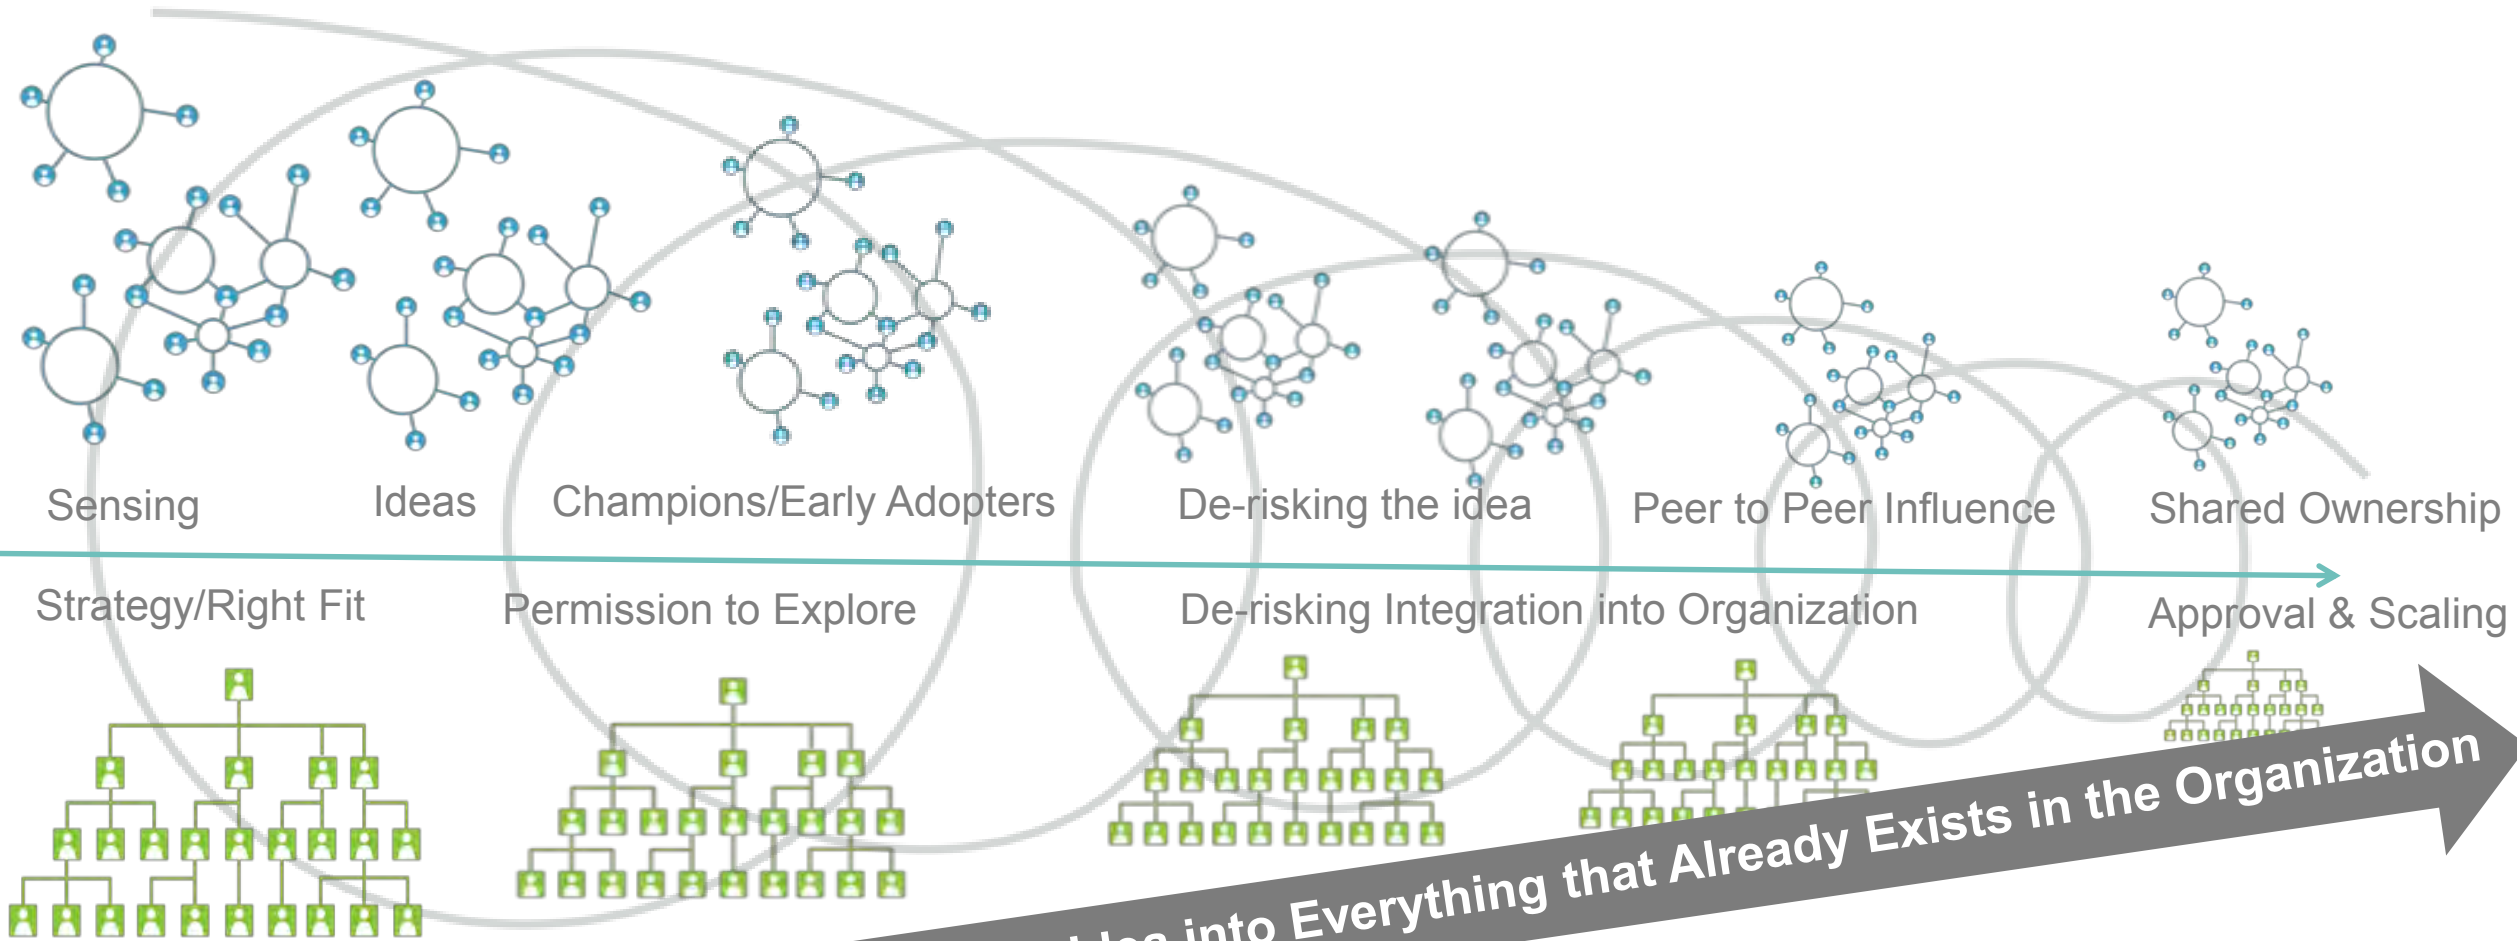 Sensing
Ideas
Champions/Early Adopters
De-risking the idea
Peer to Peer Influence
Shared Ownership
Strategy/Right Fit
Permission to Explore
De-risking Integration into Organization
Approval & Scaling
into Everything that Already Exists in the Organization